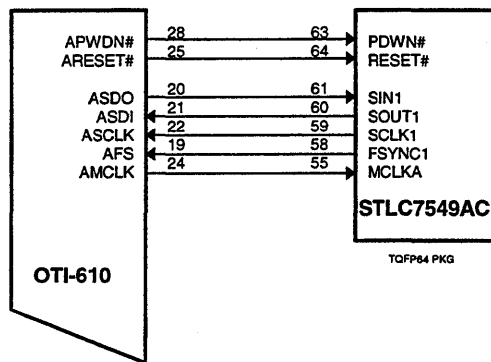 APWDN# 28 63 PDWN#
ARESET# 25 64 RESET#
ASDO 20 61 SIN1
ASDI 21 60 SOUT1
ASCLK 22 59 SCLK1
AFS 19 58 FSYNC1
AMCLK 24 55 MCLKA
STLC7549AC
TQFP64 PKG
OTI-610